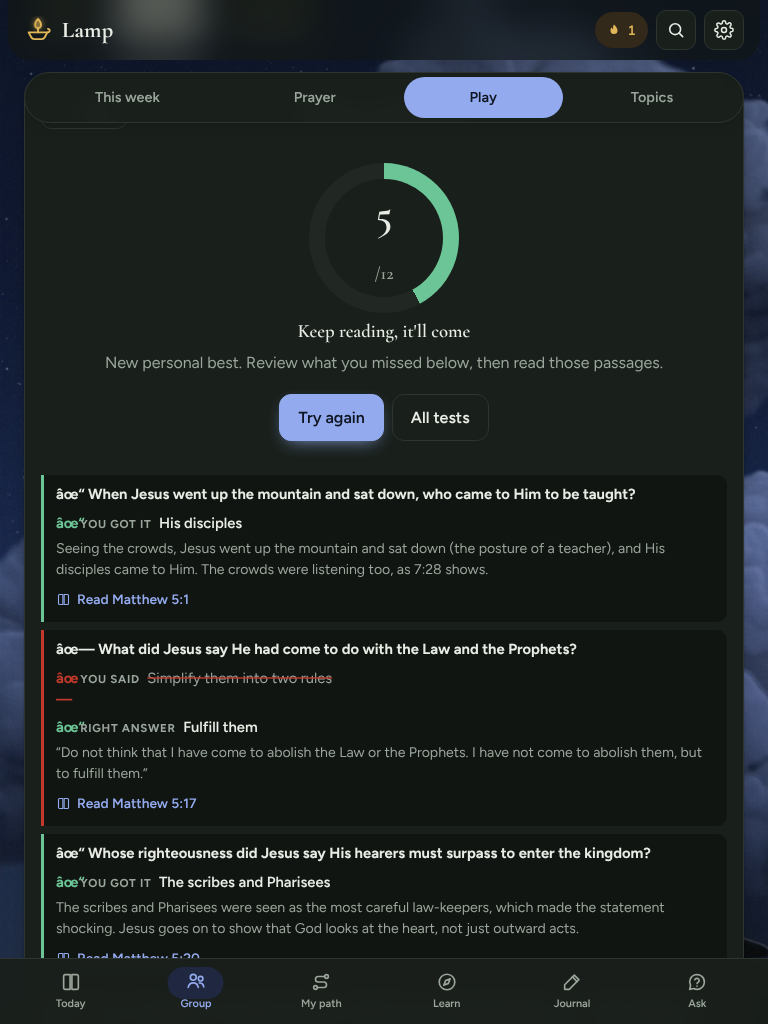 Lamp
1
This week
Prayer
Play
Topics
5
/12
Keep reading, it'll come
New personal best. Review what you missed below, then read those passages.
Try again
All tests
âœ“ When Jesus went up the mountain and sat down, who came to Him to be taught?
âœ“ YOU GOT IT His disciples
Seeing the crowds, Jesus went up the mountain and sat down (the posture of a teacher), and His
disciples came to Him. The crowds were listening too, as 7:28 shows.
Read Matthew 5:1
âœ— What did Jesus say He had come to do with the Law and the Prophets?
âœ YOU SAID Simplify them into two rules
—
âœ“ RIGHT ANSWER Fulfill them
“Do not think that I have come to abolish the Law or the Prophets. I have not come to abolish them, but
to fulfill them.”
Read Matthew 5:17
âœ“ Whose righteousness did Jesus say His hearers must surpass to enter the kingdom?
âœ“ YOU GOT IT The scribes and Pharisees
The scribes and Pharisees were seen as the most careful law-keepers, which made the statement
shocking. Jesus goes on to show that God looks at the heart, not just outward acts.
Read Matthew 5:20
Today
Group
My path
Learn
Journal
Ask